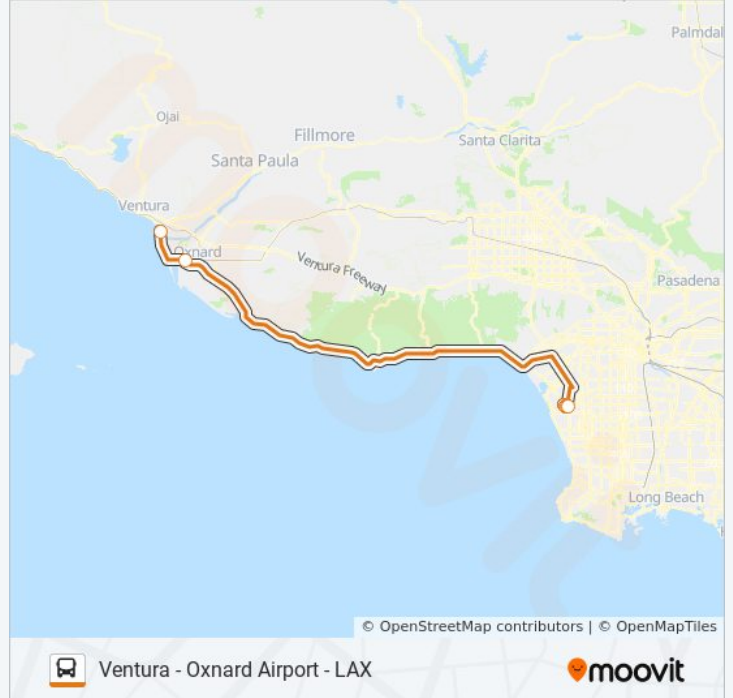 Palmdal
Ojai
Fillmore
Santa Clarita
Santa Paula
Ventura
Oxnard
Ventura Freeway
Pasadena
Long Beach
© OpenStreetMap contributors | © OpenMapTiles
Ventura - Oxnard Airport - LAX
moovit